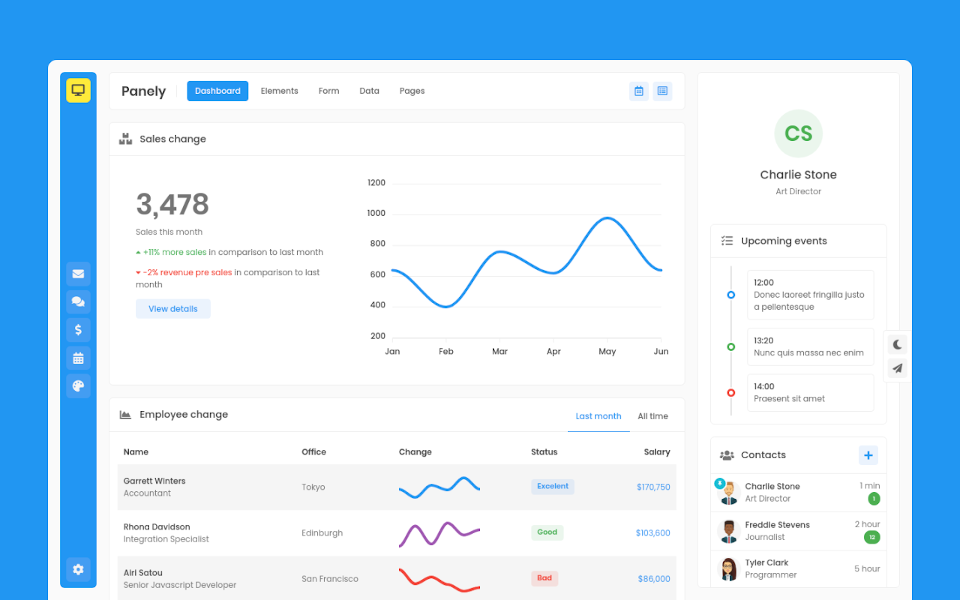 Panely
Dashboard
Elements
Form
Data
Pages
Sales change
3,478
Sales this month
+11% more sales in comparison to last month
-2% revenue pre sales in comparison to last
month
View details
1200
1000
800
600
400
200
Jan Feb Mar Apr May Jun
Employee change
Last month
All time
Name Office Change Status Salary
Garrett Winters
Accountant
Tokyo
Excelent
$170,750
Rhona Davidson
Integration Specialist
Edinburgh
Good
$103,600
Airi Satou
Senior Javascript Developer
San Francisco
Bad
$86,000
CS
Charlie Stone
Art Director
Upcoming events
12:00
Donec laoreet fringilla justo
a pellentesque
13:20
Nunc quis massa nec enim
14:00
Praesent sit amet
Contacts
Charlie Stone
Art Director
1 min
1
Freddie Stevens
Journalist
2 hour
12
Tyler Clark
Programmer
5 hour